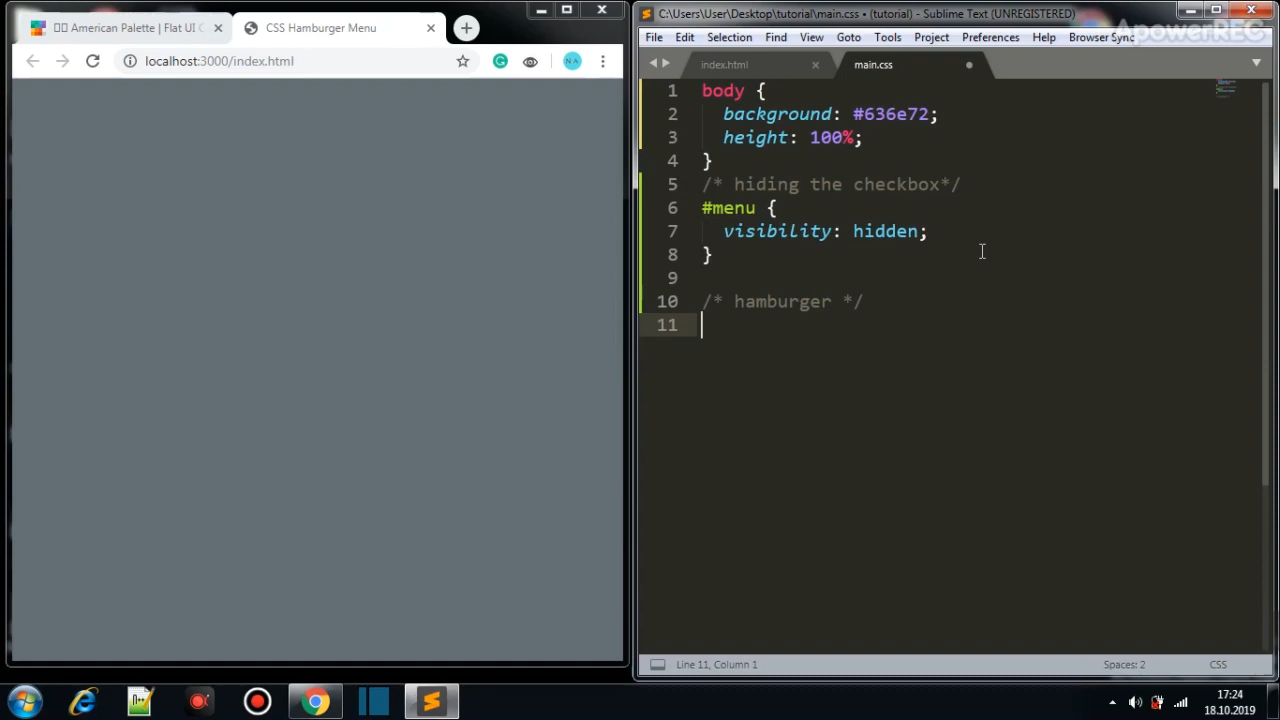 American Palette | Flat UI C
CSS Hamburger Menu
localhost:3000/index.html
NA
C:\Users\User\Desktop\tutorial\main.css • (tutorial) - Sublime Text (UNREGISTERED)
ApowerREC
File Edit Selection Find View Goto Tools Project Preferences Help Browser Sync
index.html
main.css
1 body {
2 background: #636e72;
3 height: 100%;
4 }
5 /* hiding the checkbox*/
6 #menu {
7 visibility: hidden;
8 }
9
10 /* hamburger */
11
Line 11, Column 1
Spaces: 2
CSS
17:24
18.10.2019